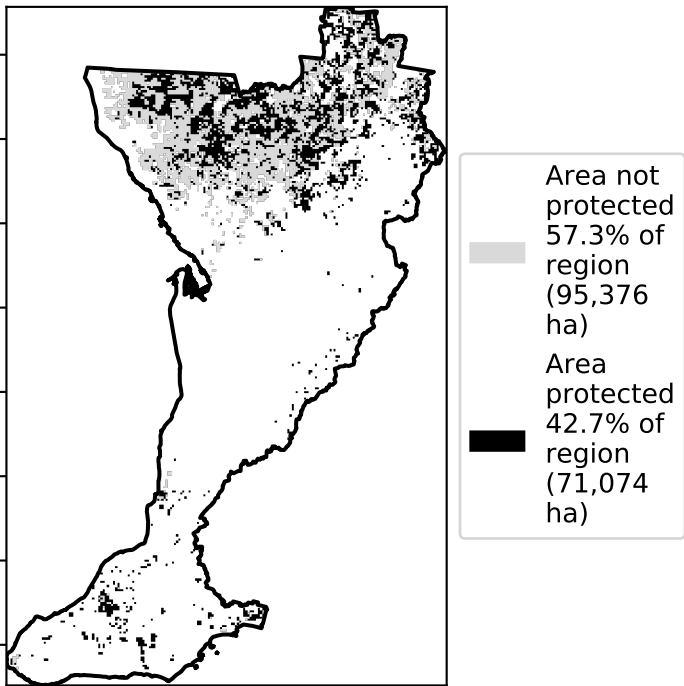 Area not
protected
57.3% of
region
(95,376
ha)
Area
protected
42.7% of
region
(71,074
ha)